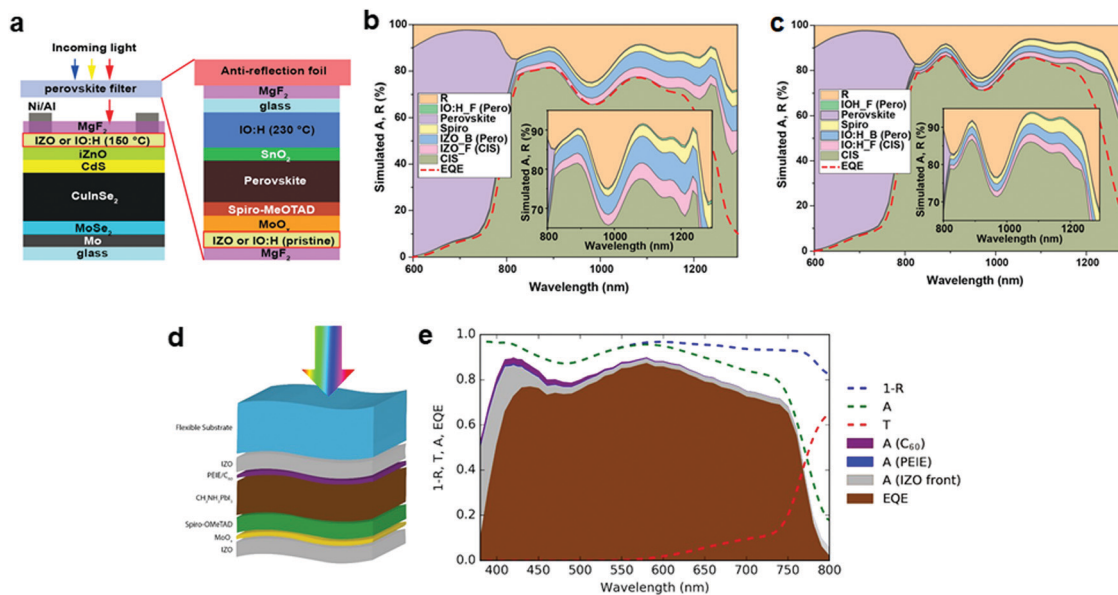 a
Incoming light
perovskite filter
Ni/Al
MgF2
IZO or IO:H (150 °C)
iZnO
CdS
CuInSe2
MoSe2
Mo
glass
Anti-reflection foil
MgF2
glass
IO:H (230 °C)
SnO2
Perovskite
Spiro-MeOTAD
MoOx
IZO or IO:H (pristine)
MgF2
b
Simulated A, R (%)
100
80
60
40
20
0
600
800
1000
1200
Wavelength (nm)
R
IO:H_F (Pero)
Perovskite
Spiro
IZO_B (Pero)
IZO_F (CIS)
CIS
EQE
Simulated A, R (%)
90
80
70
800
1000
1200
Wavelength (nm)
c
Simulated A, R (%)
100
80
60
40
20
0
600
800
1000
1200
Wavelength (nm)
R
IOH_F (Pero)
Perovskite
Spiro
IO:H_B (Pero)
IO:H_F (CIS)
CIS
EQE
Simulated A, R (%)
90
80
70
800
1000
1200
Wavelength (nm)
d
Flexible Substrate
IZO
PEIE/C60
CH3NH3PbI3
Spiro-OMeTAD
MoOx
IZO
e
1-R, T, A, EQE
1.0
0.8
0.6
0.4
0.2
0.0
400
450
500
550
600
650
700
750
800
Wavelength (nm)
1-R
A
T
A (C60)
A (PEIE)
A (IZO front)
EQE